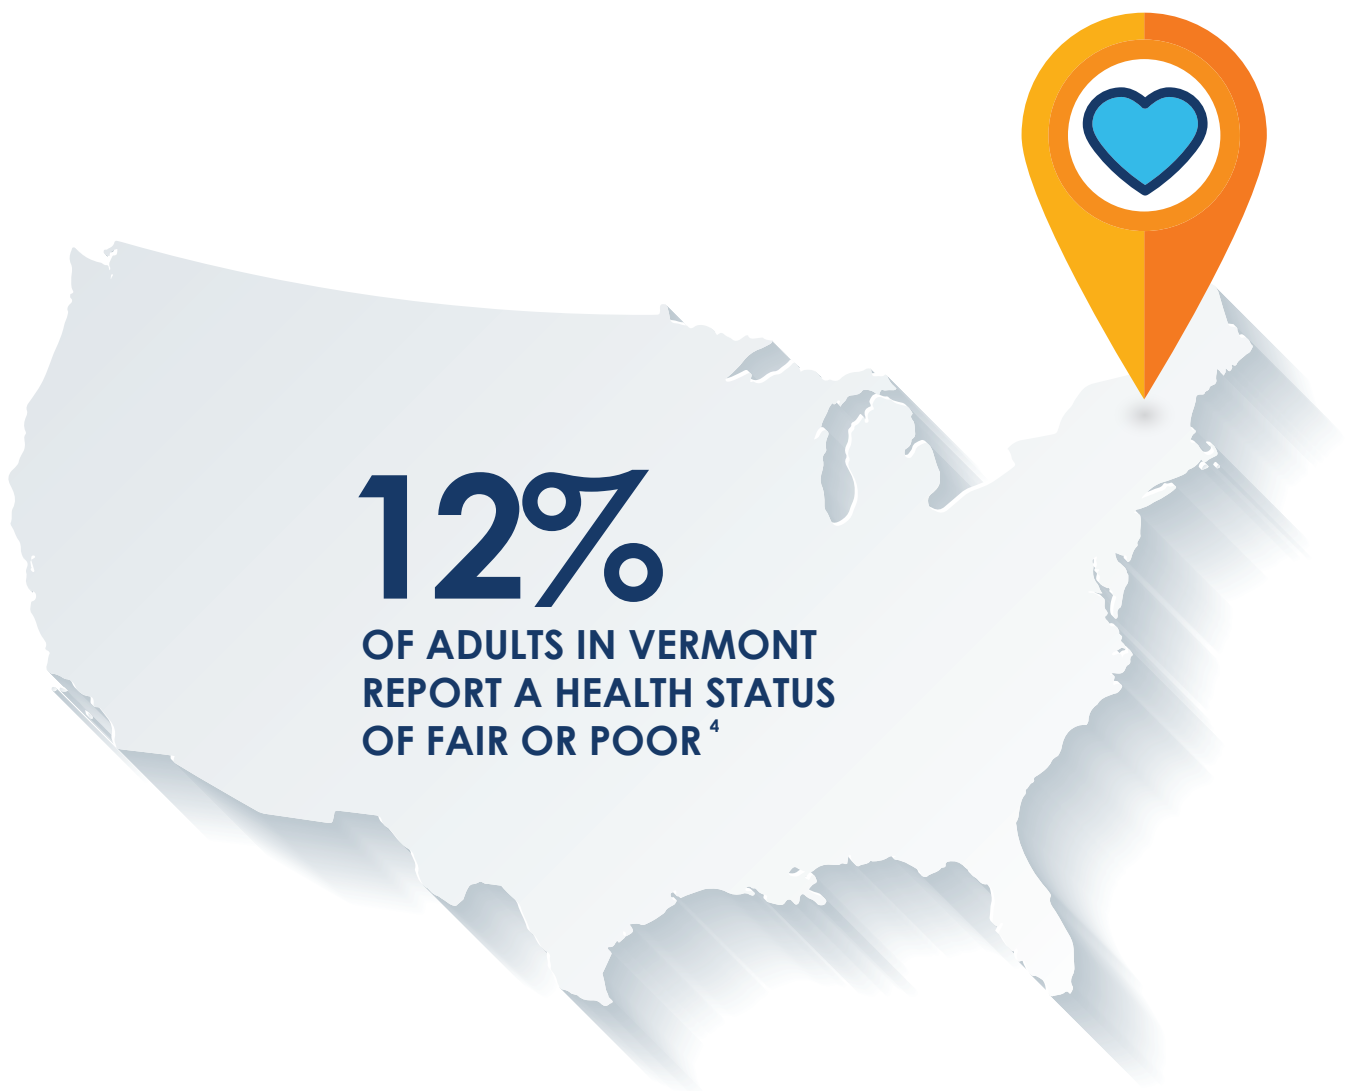 12%
OF ADULTS IN VERMONT
REPORT A HEALTH STATUS
OF FAIR OR POOR 4